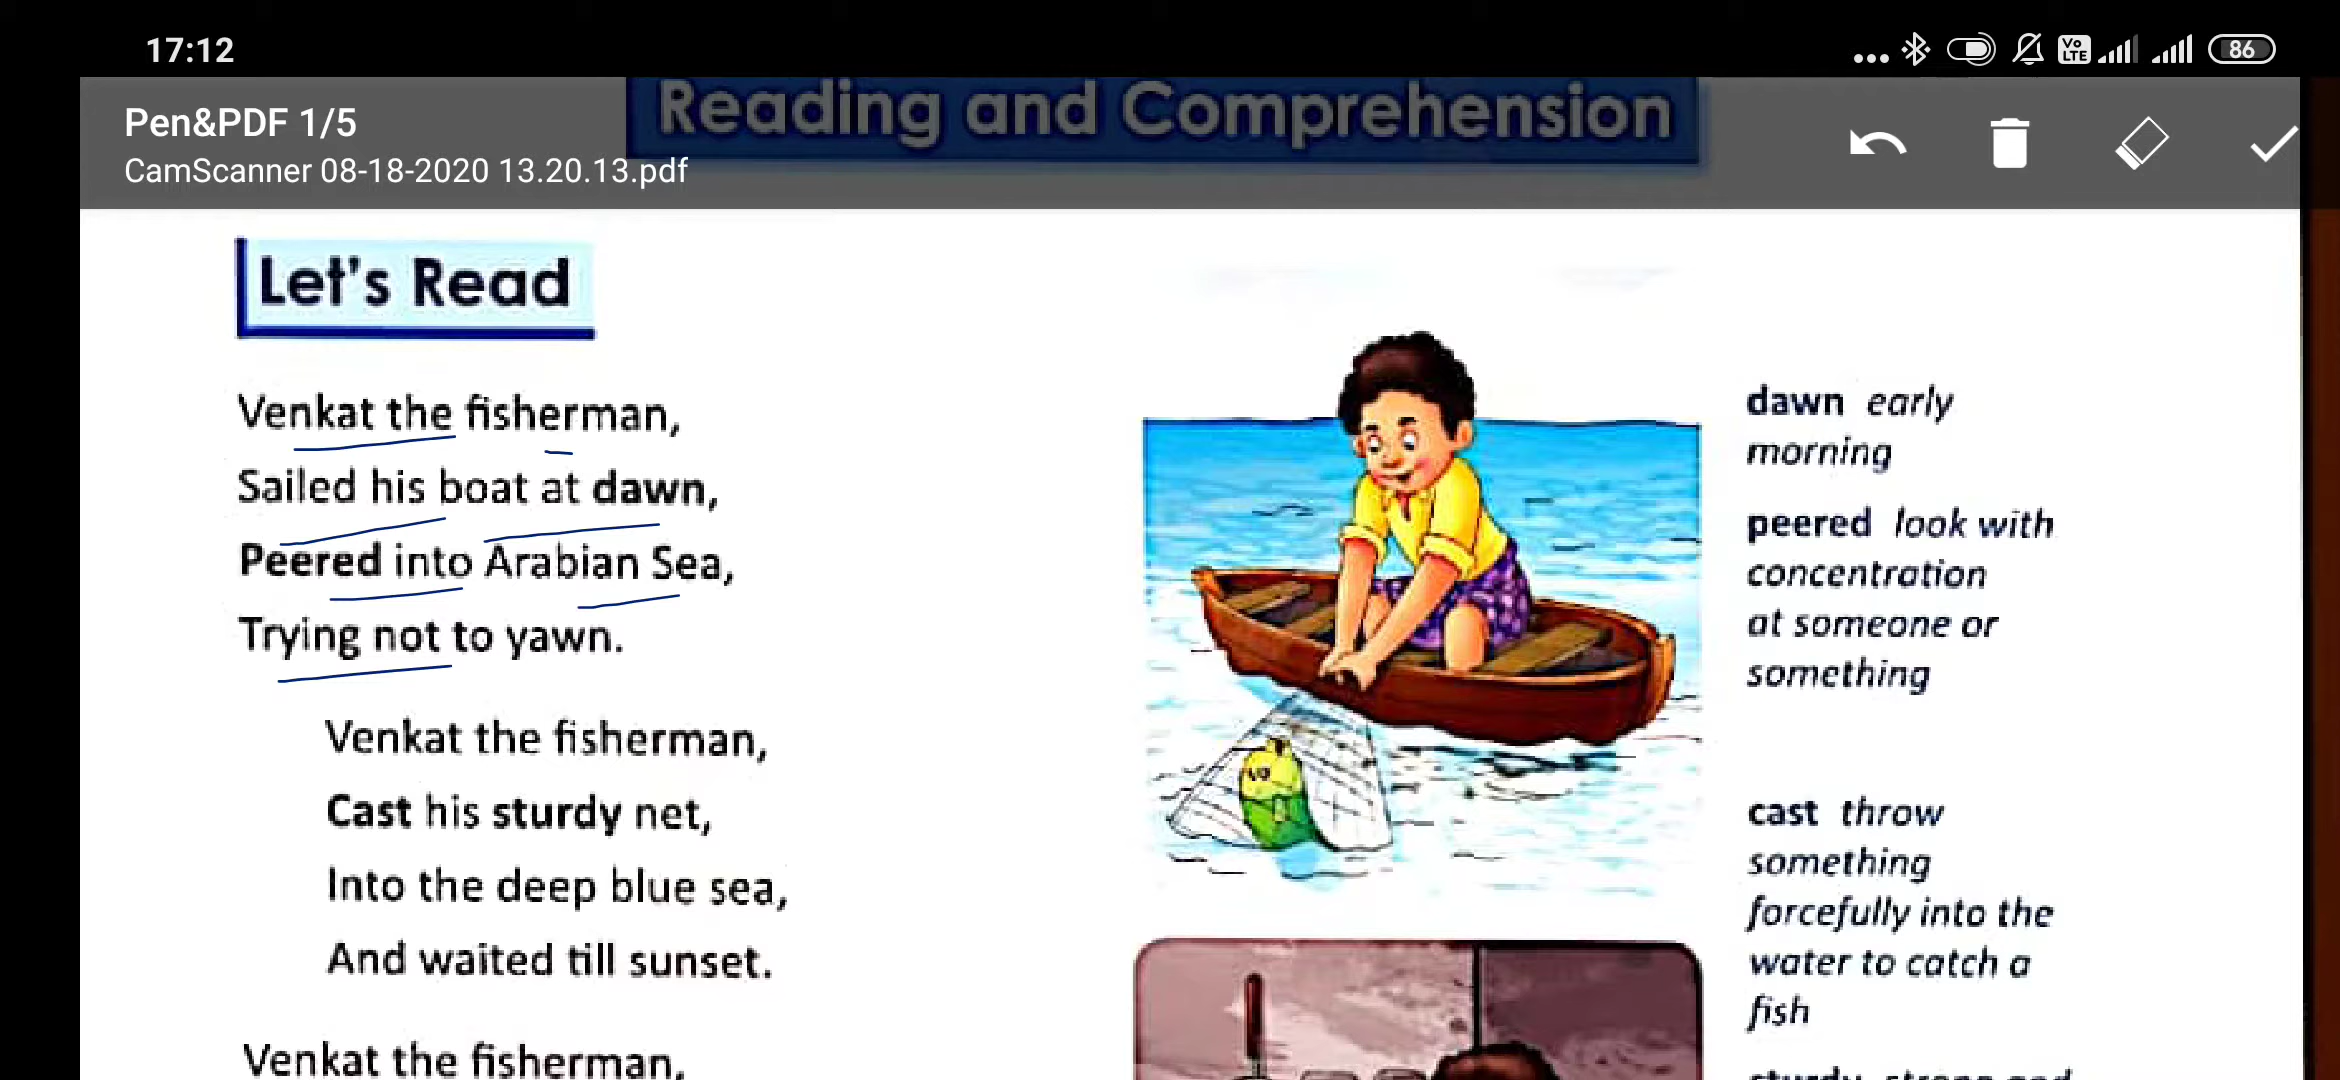 17:12
86
Pen&PDF 1/5
CamScanner 08-18-2020 13.20.13.pdf
Reading and Comprehension
Let's Read
Venkat the fisherman,
Sailed his boat at dawn,
Peered into Arabian Sea,
Trying not to yawn.
Venkat the fisherman,
Cast his sturdy net,
Into the deep blue sea,
And waited till sunset.
Venkat the fisherman,
dawn early
morning
peered look with
concentration
at someone or
something
cast throw
something
forcefully into the
water to catch a
fish
sturdy strong and